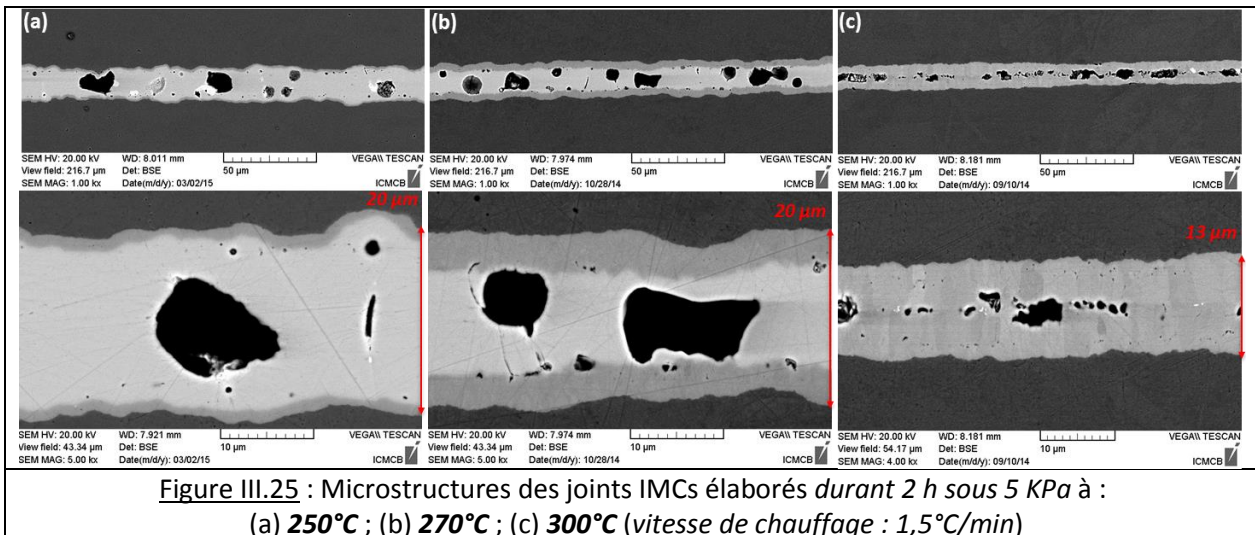 (a)
SEM HV: 20.00 kV WD: 8.011 mm VEGA\\ TESCAN
View field: 216.7 µm Det: BSE 50 µm
SEM MAG: 1.00 kx Date(m/d/y): 03/02/15 ICMCB
(b)
SEM HV: 20.00 kV WD: 7.974 mm VEGA\\ TESCAN
View field: 216.7 µm Det: BSE 50 µm
SEM MAG: 1.00 kx Date(m/d/y): 10/28/14 ICMCB
(c)
SEM HV: 20.00 kV WD: 8.181 mm VEGA\\ TESCAN
View field: 216.7 µm Det: BSE 50 µm
SEM MAG: 1.00 kx Date(m/d/y): 09/10/14 ICMCB
20 µm
SEM HV: 20.00 kV WD: 7.921 mm VEGA\\ TESCAN
View field: 43.34 µm Det: BSE 10 µm
SEM MAG: 5.00 kx Date(m/d/y): 03/02/15 ICMCB
20 µm
SEM HV: 20.00 kV WD: 7.974 mm VEGA\\ TESCAN
View field: 43.34 µm Det: BSE 10 µm
SEM MAG: 5.00 kx Date(m/d/y): 10/28/14 ICMCB
13 µm
SEM HV: 20.00 kV WD: 8.181 mm VEGA\\ TESCAN
View field: 54.17 µm Det: BSE 10 µm
SEM MAG: 4.00 kx Date(m/d/y): 09/10/14 ICMCB
Figure III.25 : Microstructures des joints IMCs élaborés durant 2 h sous 5 KPa à :
(a) 250°C ; (b) 270°C ; (c) 300°C (vitesse de chauffage : 1,5°C/min)